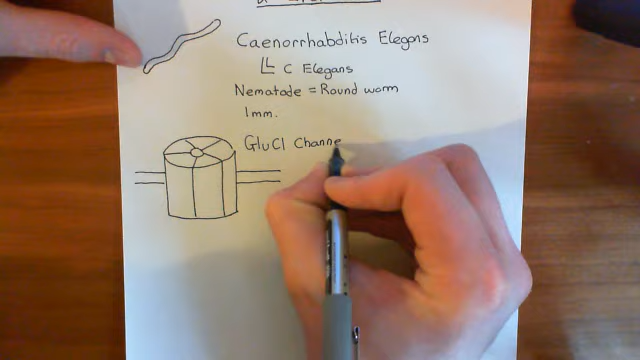 Caenorrhabditis Elegans
C Elegans
Nematode = Round worm
1mm.
GluCl Channe